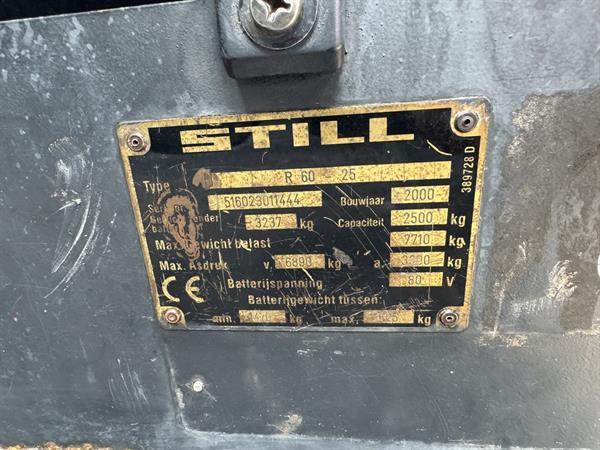 STILL
Type R 60 - 25
516023011444 Bouwjaar 2000
3237 kg Capaciteit 2500 kg
Max. Gewicht belast 7710 kg
Max. Asdruk v. 6890 kg a. kg
Batterijspanning 80 V
Batterijgewicht tussen:
min. kg max. kg
CE
389728 D